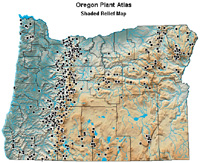 Oregon Plant Atlas
Shaded Relief Map